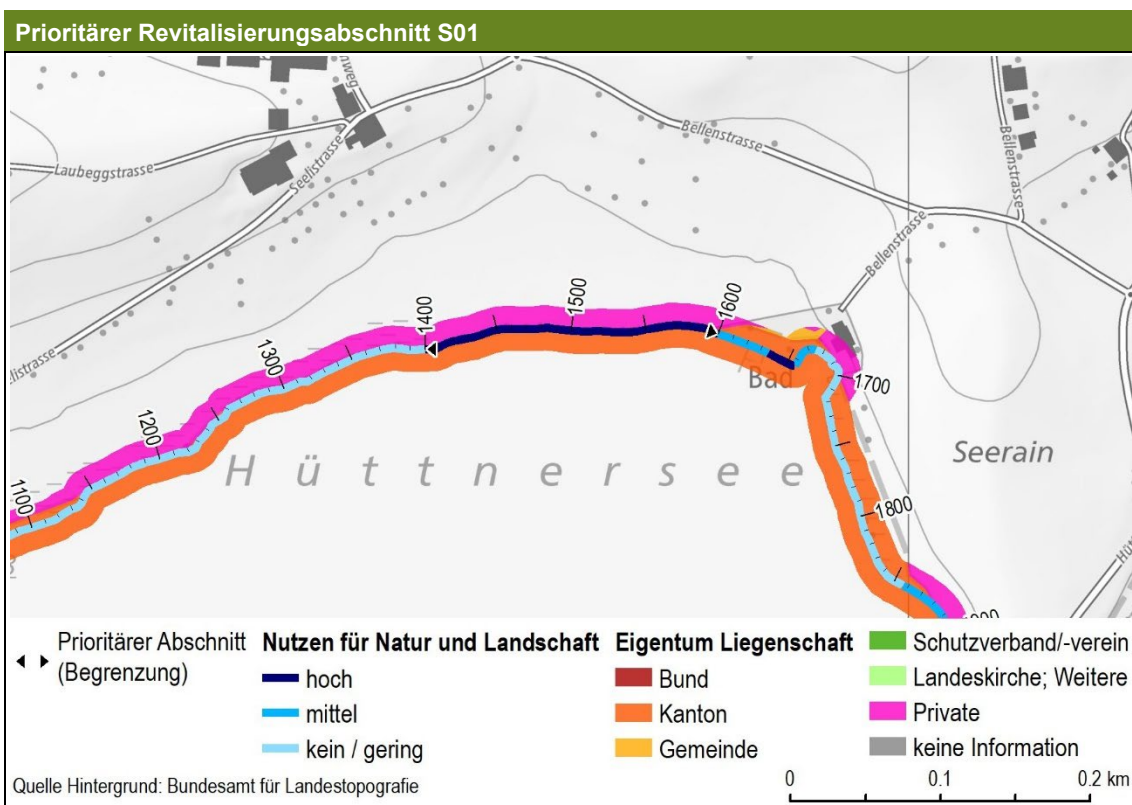 Prioritärer Revitalisierungsabschnitt S01
Laubeggstrasse
Seelistrasse
Bellenstrasse
Bellenstrasse
Bellenstrasse
1100
1200
1300
1400
1500
1600
1700
1800
Bad
Hüttnersee
Seerain
Prioritärer Abschnitt
(Begrenzung)
Nutzen für Natur und Landschaft
hoch
mittel
kein / gering
Eigentum Liegenschaft
Bund
Kanton
Gemeinde
Schutzverband/-verein
Landeskirche; Weitere
Private
keine Information
Quelle Hintergrund: Bundesamt für Landestopografie
0 0.1 0.2 km